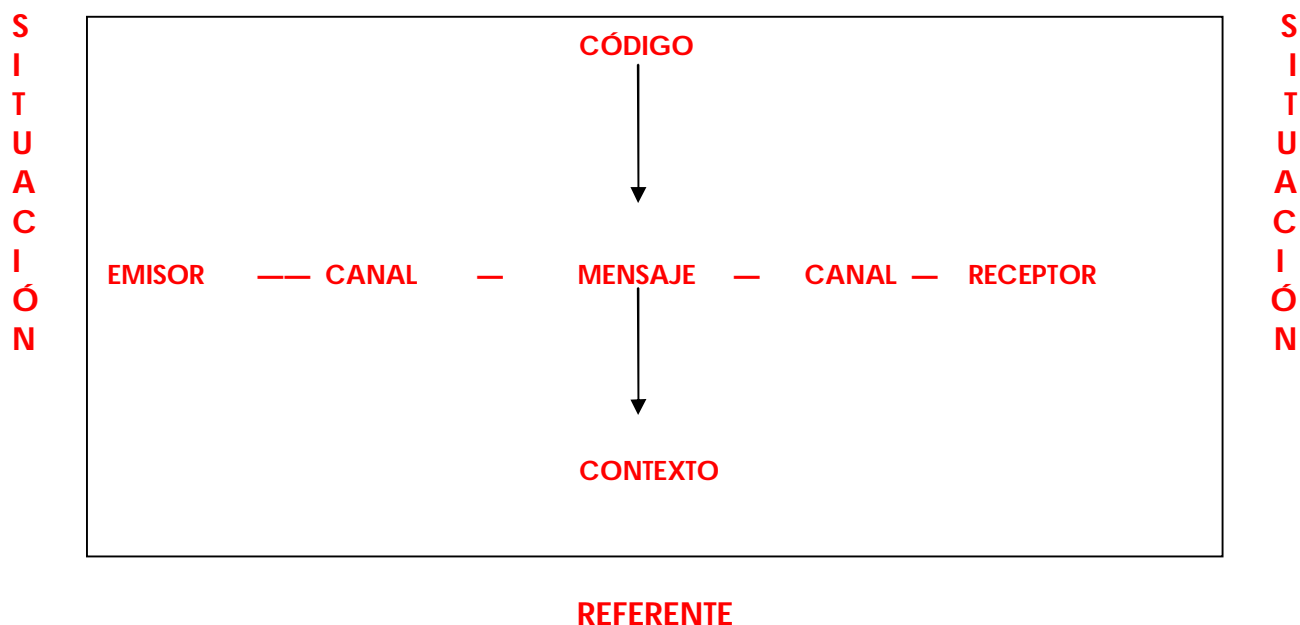 SITUACIÓN
CÓDIGO
EMISOR —— CANAL — MENSAJE — CANAL — RECEPTOR
CONTEXTO
REFERENTE
SITUACIÓN